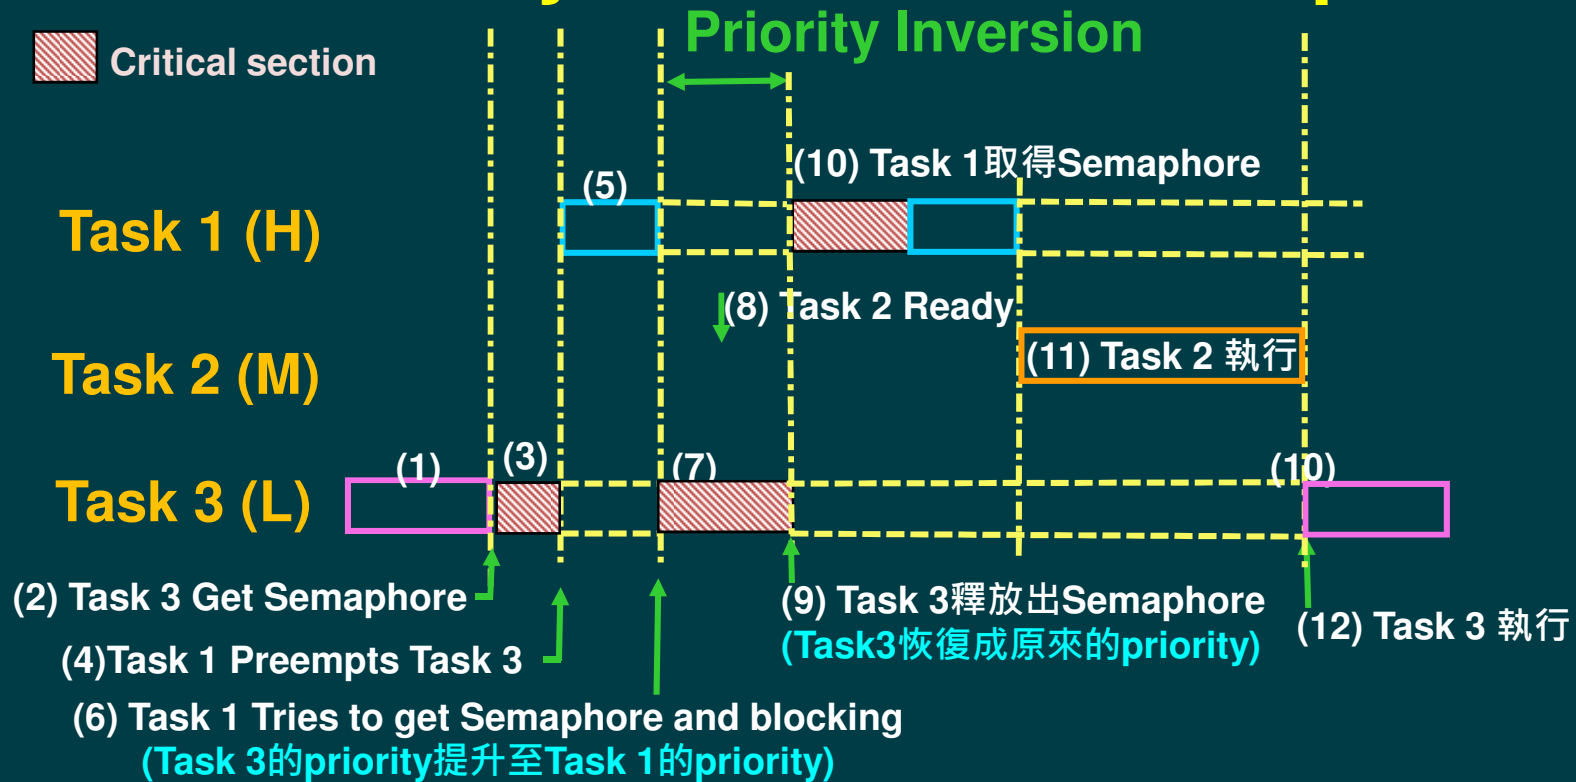 Priority Inversion
Critical section
(10) Task 1取得Semaphore
(5)
Task 1 (H)
(8) Task 2 Ready
(11) Task 2 執行
Task 2 (M)
(1)
(3)
(7)
(10)
Task 3 (L)
(2) Task 3 Get Semaphore
(9) Task 3釋放出Semaphore
(Task3恢復成原來的priority)
(12) Task 3 執行
(4)Task 1 Preempts Task 3
(6) Task 1 Tries to get Semaphore and blocking
(Task 3的priority提升至Task 1的priority)